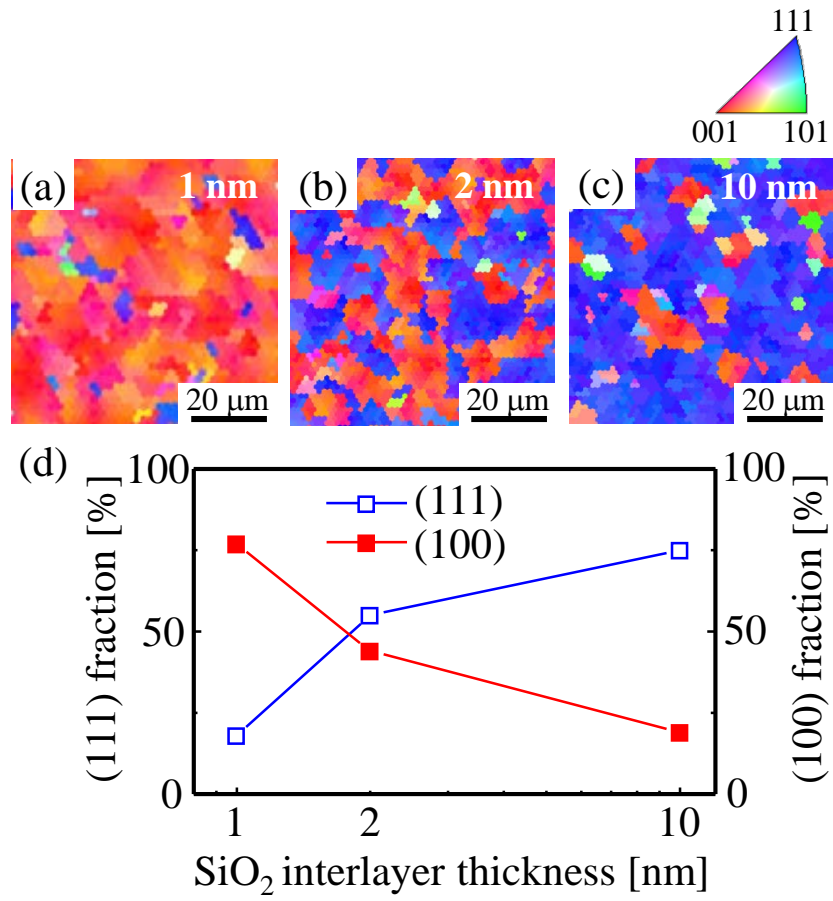 111
001 101
(a) 1 nm (b) 2 nm (c) 10 nm
20 μm 20 μm 20 μm
(d)
100 100
(111)
(100)
50 50
0 0
(111) fraction [%]
(100) fraction [%]
1 2 10
SiO₂ interlayer thickness [nm]